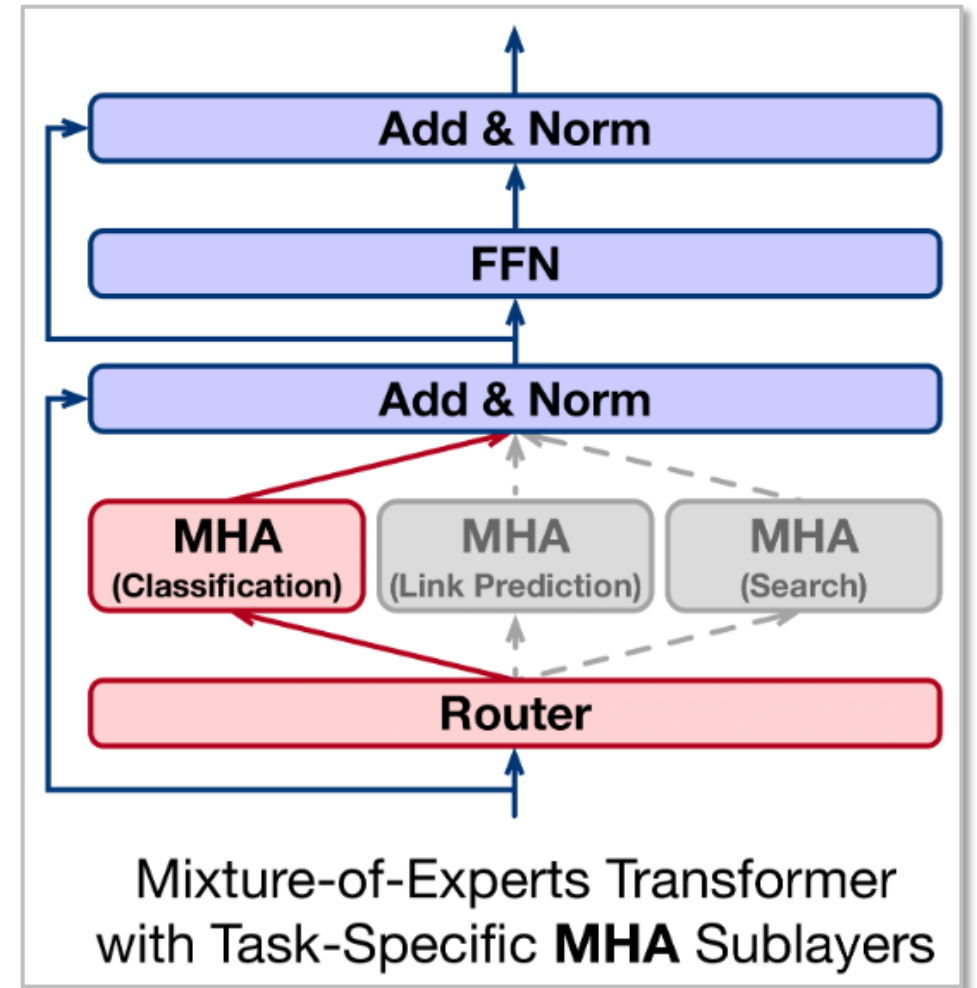 Add & Norm
FFN
Add & Norm
MHA MHA MHA
(Classification) (Link Prediction) (Search)
Router
Mixture-of-Experts Transformer
with Task-Specific MHA Sublayers